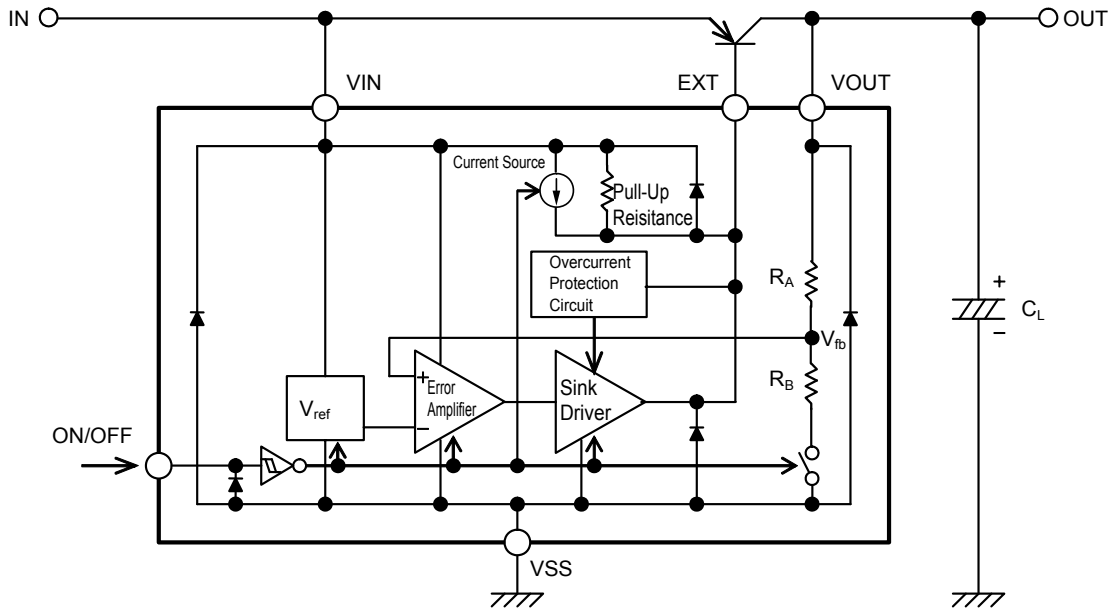 IN
OUT
VIN
EXT
VOUT
Current Source
Pull-Up
Reisitance
Overcurrent
Protection
Circuit
RA
CL
+
−
Vfb
RB
+
Error
Amplifier
−
Sink
Driver
Vref
ON/OFF
VSS